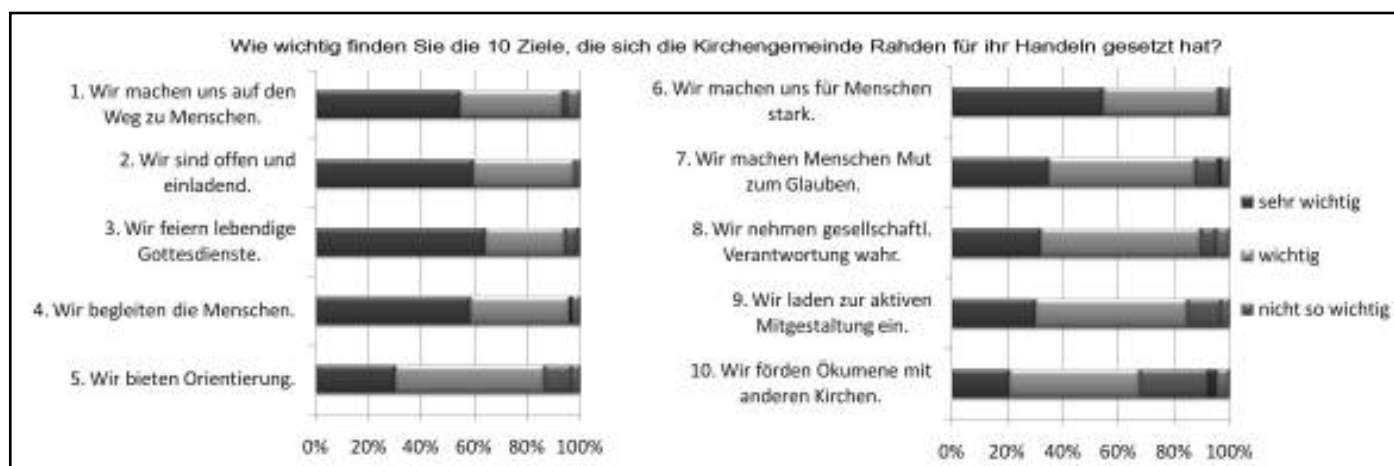 Wie wichtig finden Sie die 10 Ziele, die sich die Kirchengemeinde Rahden für ihr Handeln gesetzt hat?
1. Wir machen uns auf den
Weg zu Menschen.
2. Wir sind offen und
einladend.
3. Wir feiern lebendige
Gottesdienste.
4. Wir begleiten die Menschen.
5. Wir bieten Orientierung.
0% 20% 40% 60% 80% 100%
6. Wir machen uns für Menschen
stark.
7. Wir machen Menschen Mut
zum Glauben.
8. Wir nehmen gesellschaftl.
Verantwortung wahr.
9. Wir laden zur aktiven
Mitgestaltung ein.
10. Wir förden Ökumene mit
anderen Kirchen.
0% 20% 40% 60% 80% 100%
sehr wichtig
wichtig
nicht so wichtig